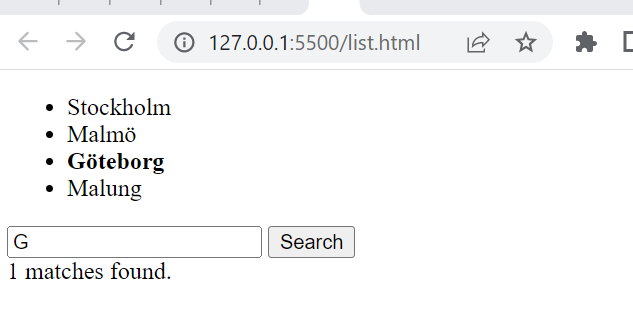 127.0.0.1:5500/list.html
Stockholm
Malmö
Göteborg
Malung
G
Search
1 matches found.